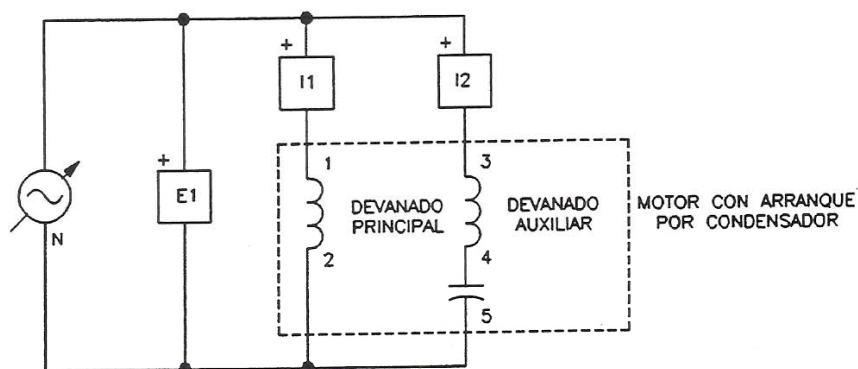 +
+
I1
I2
+
E1
N
1
3
DEVANADO
PRINCIPAL
DEVANADO
AUXILIAR
MOTOR CON ARRANQUE
POR CONDENSADOR
2
4
5